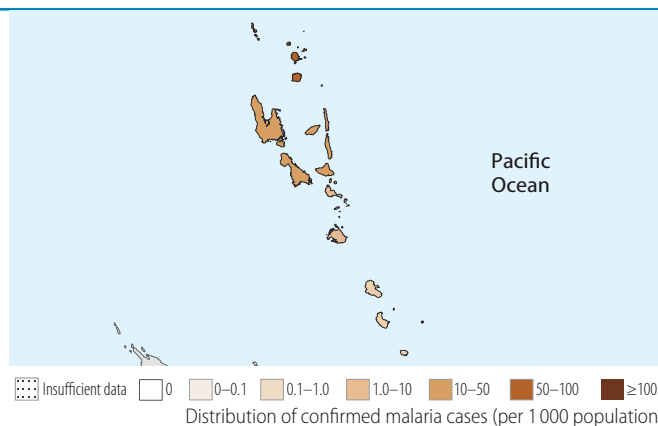 Pacific
Ocean
Insufficient data 0 0–0.1 0.1–1.0 1.0–10 10–50 50–100 ≥100
Distribution of confirmed malaria cases (per 1 000 population